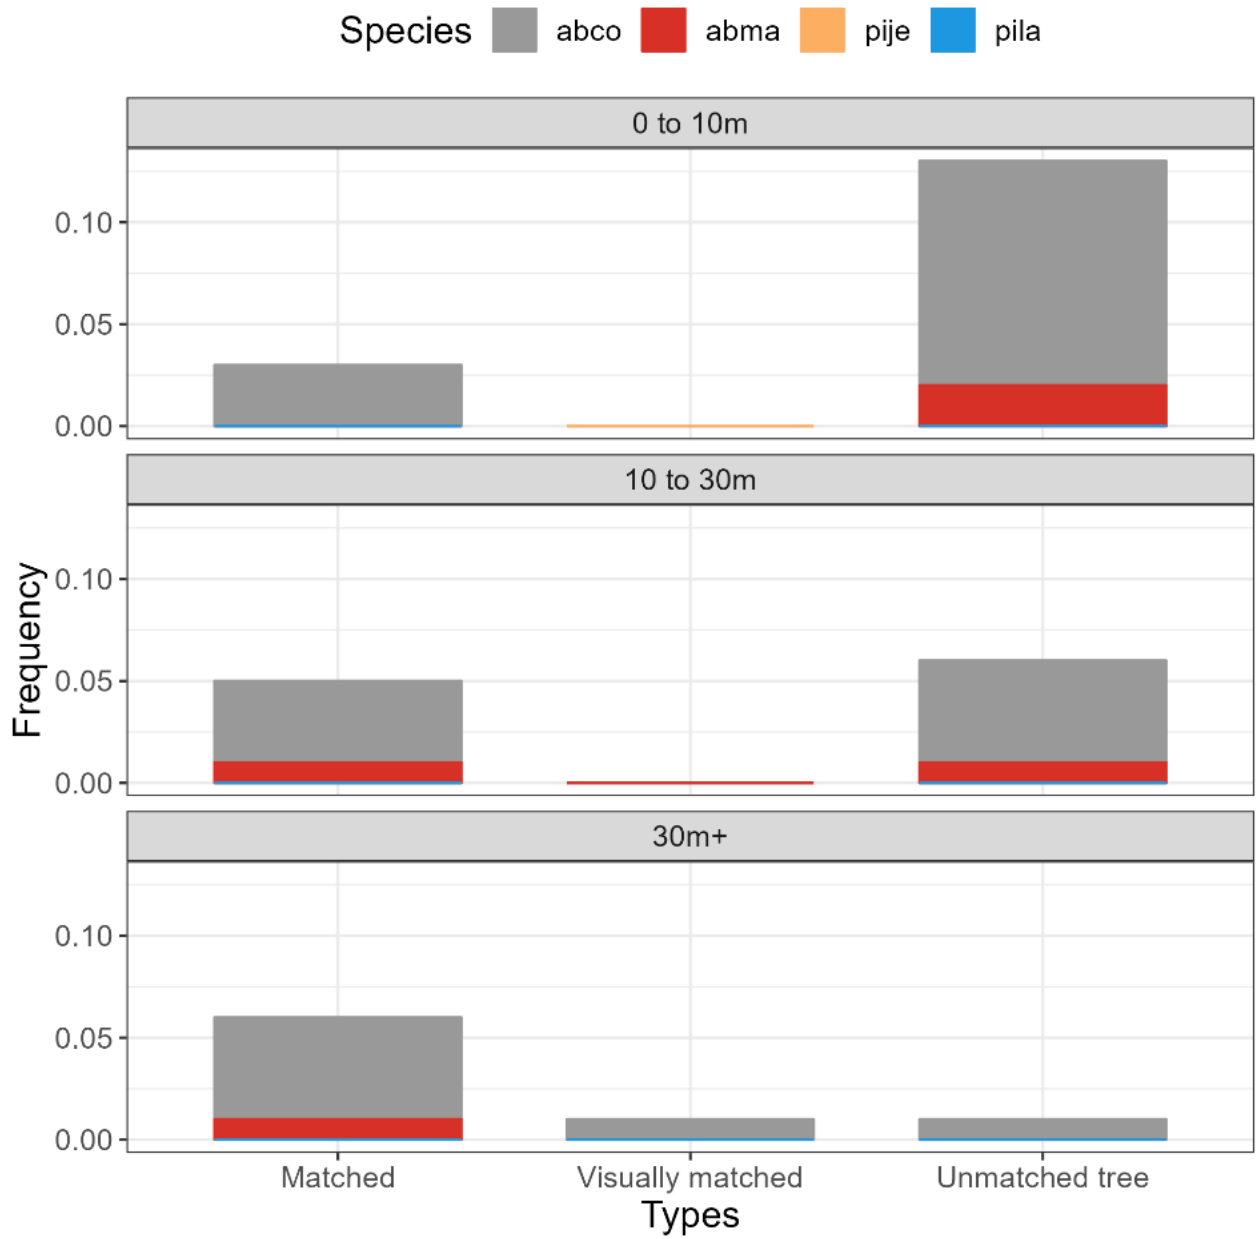 Species abco abma pije pila
0 to 10m
0.10
0.05
0.00
10 to 30m
0.10
0.05
0.00
Frequency
30m+
0.10
0.05
0.00
Matched Visually matched Unmatched tree
Types